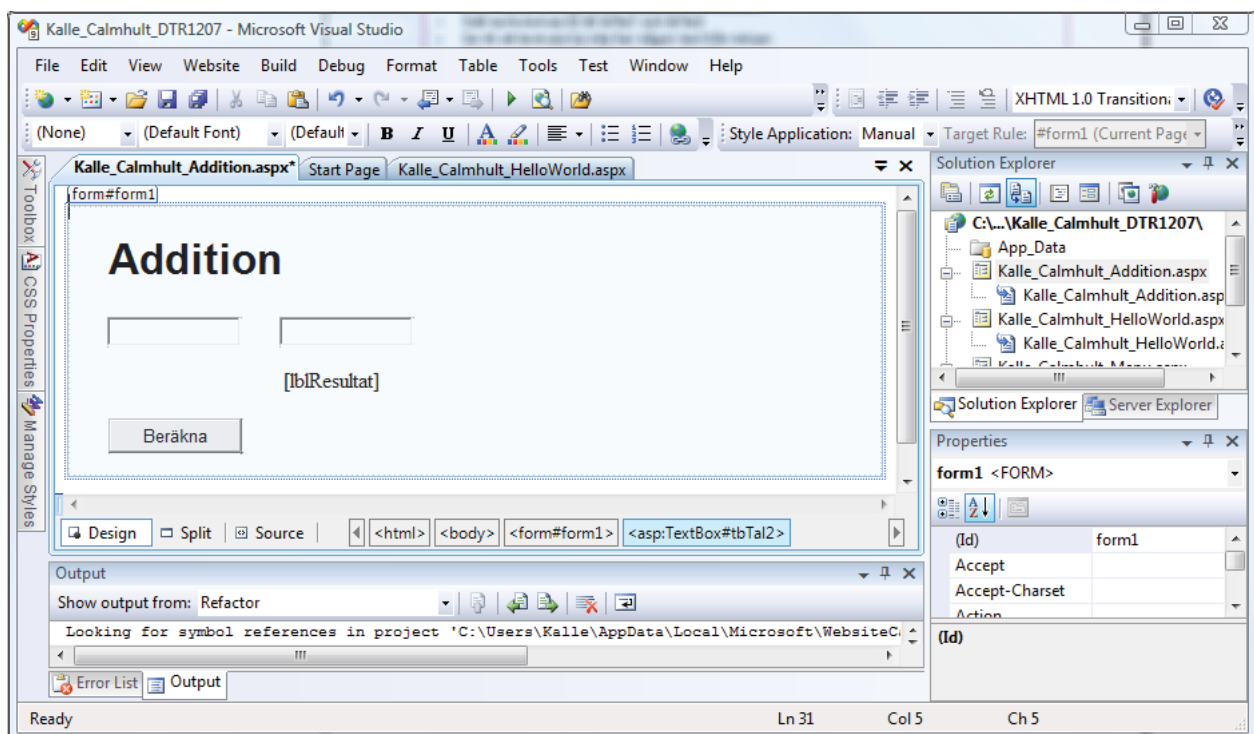 Kalle_Calmhult_DTR1207 - Microsoft Visual Studio
File Edit View Website Build Debug Format Table Tools Test Window Help
XHTML 1.0 Transition:
(None) (Default Font) (Default B I U A Style Application: Manual Target Rule: #form1 (Current Page
Toolbox
CSS Properties
Manage Styles
Kalle_Calmhult_Addition.aspx* Start Page Kalle_Calmhult_HelloWorld.aspx
form#form1
Addition
[lblResultat]
Beräkna
Design Split Source <html> <body> <form#form1> <asp:TextBox#tbTal2>
Output
Show output from: Refactor
Looking for symbol references in project 'C:\Users\Kalle\AppData\Local\Microsoft\WebsiteC
Error List Output
Solution Explorer
C:\...\Kalle_Calmhult_DTR1207\
App_Data
Kalle_Calmhult_Addition.aspx
Kalle_Calmhult_Addition.asp
Kalle_Calmhult_HelloWorld.aspx
Kalle_Calmhult_HelloWorld.a
Solution Explorer Server Explorer
Properties
form1 <FORM>
(Id) form1
Accept
Accept-Charset
Action
(Id)
Ready Ln 31 Col 5 Ch 5